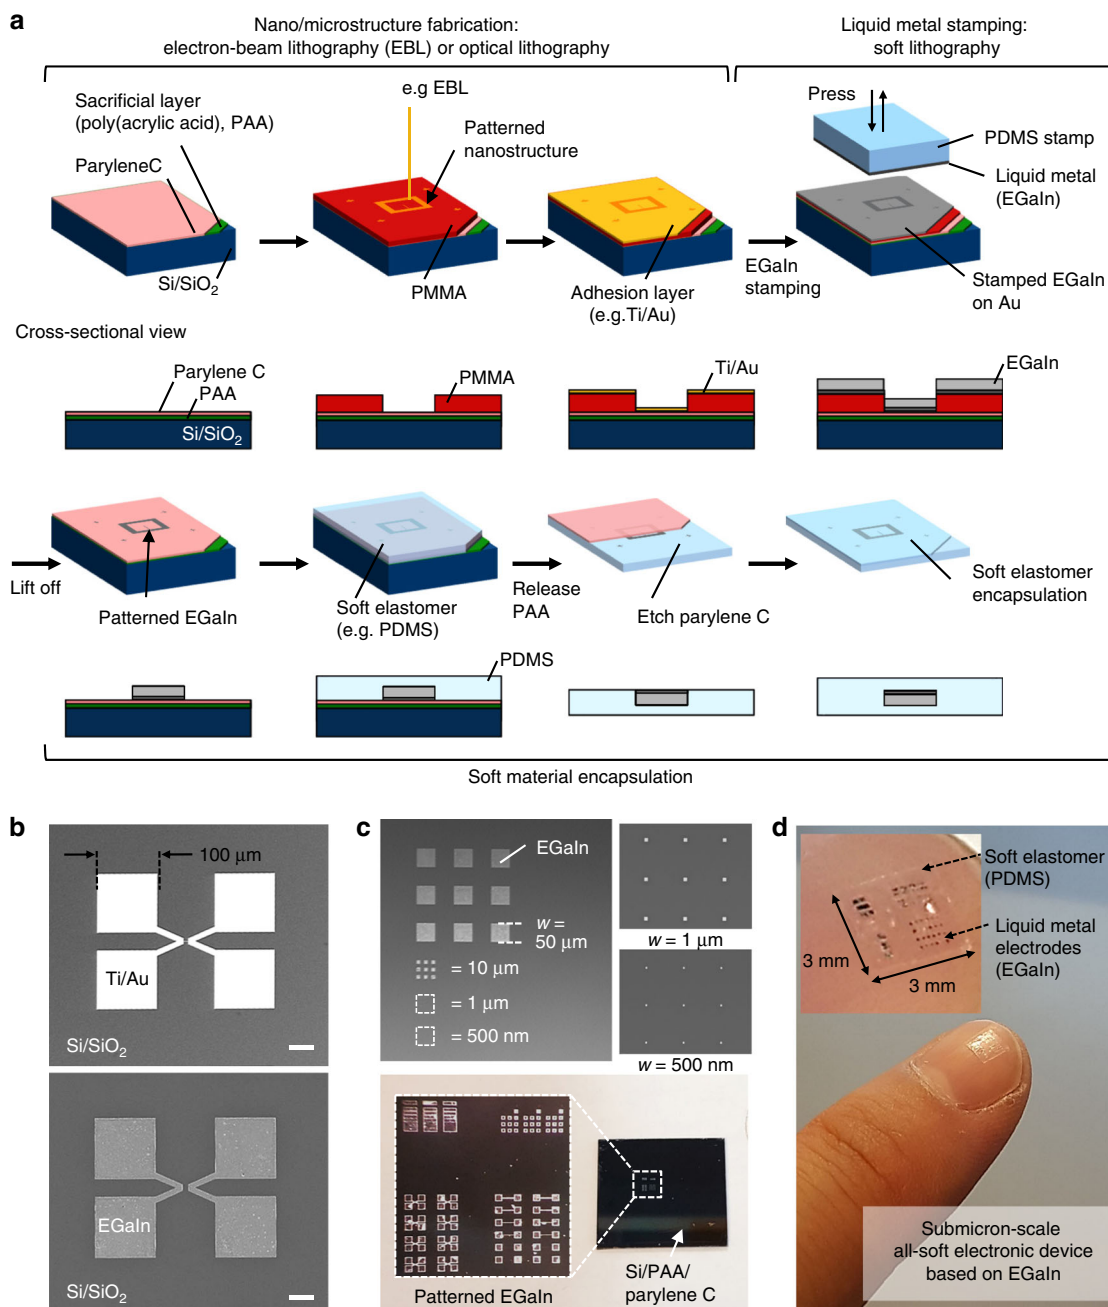 a
Nano/microstructure fabrication:
electron-beam lithography (EBL) or optical lithography
Liquid metal stamping:
soft lithography
Sacrificial layer
(poly(acrylic acid), PAA)
ParyleneC
Si/SiO2
e.g EBL
Patterned
nanostructure
PMMA
Adhesion layer
(e.g.Ti/Au)
EGaIn
stamping
Press
PDMS stamp
Liquid metal
(EGaIn)
Stamped EGaIn
on Au
Cross-sectional view
Parylene C
PAA
Si/SiO2
PMMA
Ti/Au
EGaIn
Lift off
Patterned EGaIn
Soft elastomer
(e.g. PDMS)
Release
PAA
Etch parylene C
Soft elastomer
encapsulation
PDMS
Soft material encapsulation
b
100 μm
Ti/Au
Si/SiO2
EGaIn
Si/SiO2
c
EGaIn
w =
50 μm
= 10 μm
= 1 μm
= 500 nm
w = 1 μm
w = 500 nm
Patterned EGaIn
Si/PAA/
parylene C
d
Soft elastomer
(PDMS)
Liquid metal
electrodes
(EGaIn)
3 mm
3 mm
Submicron-scale
all-soft electronic device
based on EGaIn